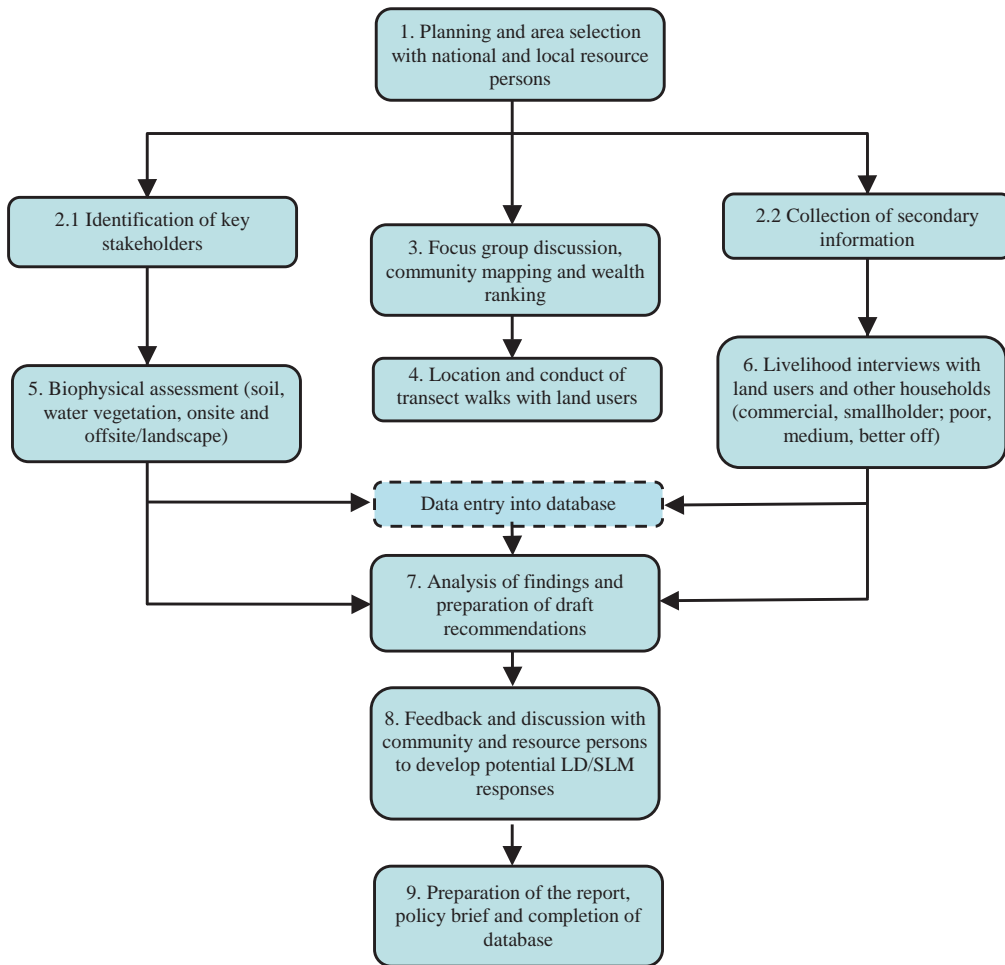 1. Planning and area selection
with national and local resource
persons
2.1 Identification of key
stakeholders
3. Focus group discussion,
community mapping and wealth
ranking
2.2 Collection of secondary
information
5. Biophysical assessment (soil,
water vegetation, onsite and
offsite/landscape)
4. Location and conduct of
transect walks with land users
6. Livelihood interviews with
land users and other households
(commercial, smallholder; poor,
medium, better off)
Data entry into database
7. Analysis of findings and
preparation of draft
recommendations
8. Feedback and discussion with
community and resource persons
to develop potential LD/SLM
responses
9. Preparation of the report,
policy brief and completion of
database